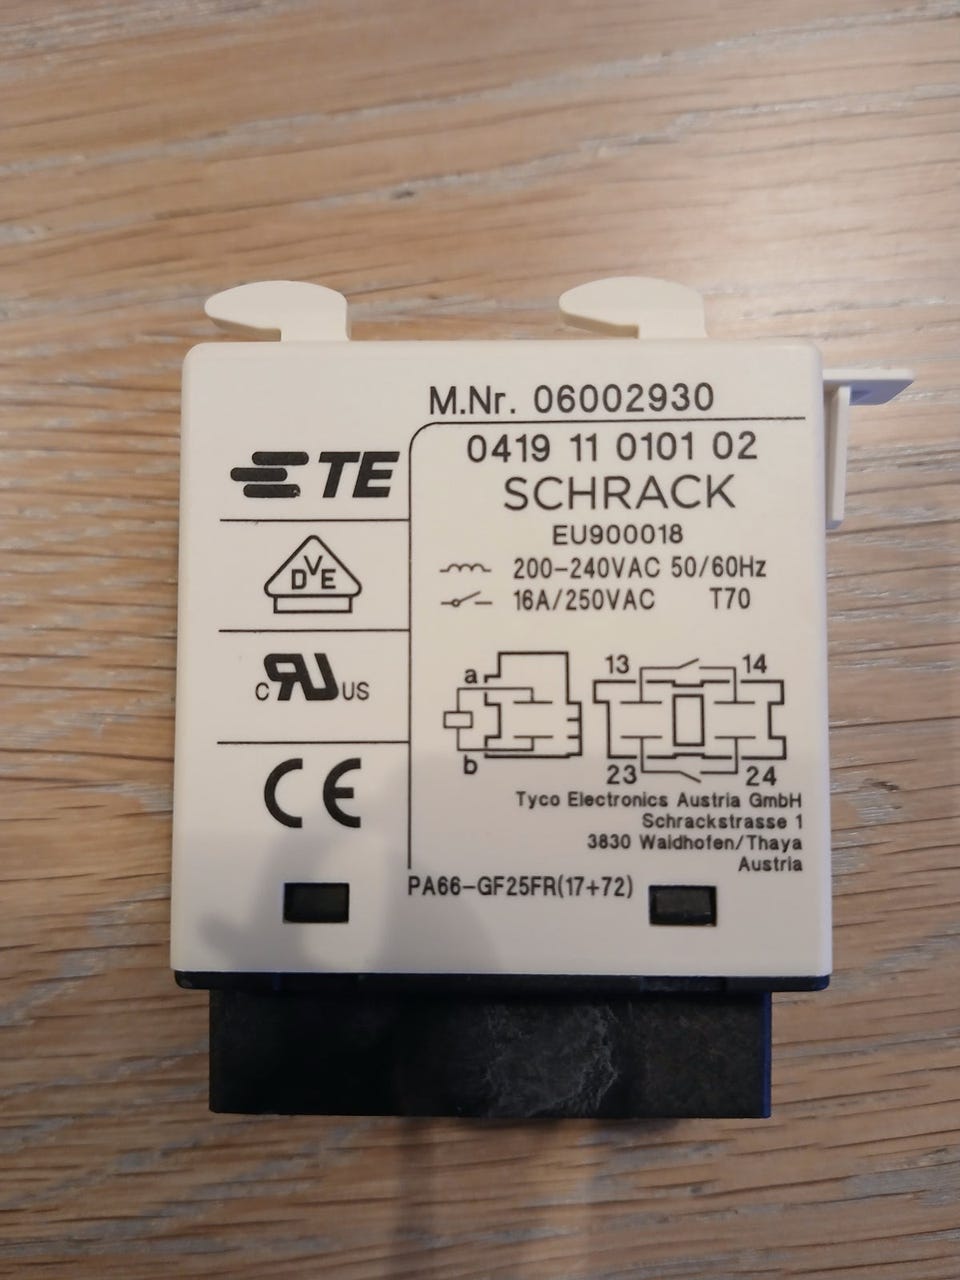 M.Nr. 06002930
TE
0419 11 0101 02
SCHRACK
EU900018
DVE
200-240VAC 50/60Hz
16A/250VAC T70
c RU US
a
b
13 14
23 24
CE
Tyco Electronics Austria GmbH
Schrackstrasse 1
3830 Waidhofen/Thaya
Austria
PA66-GF25FR(17+72)